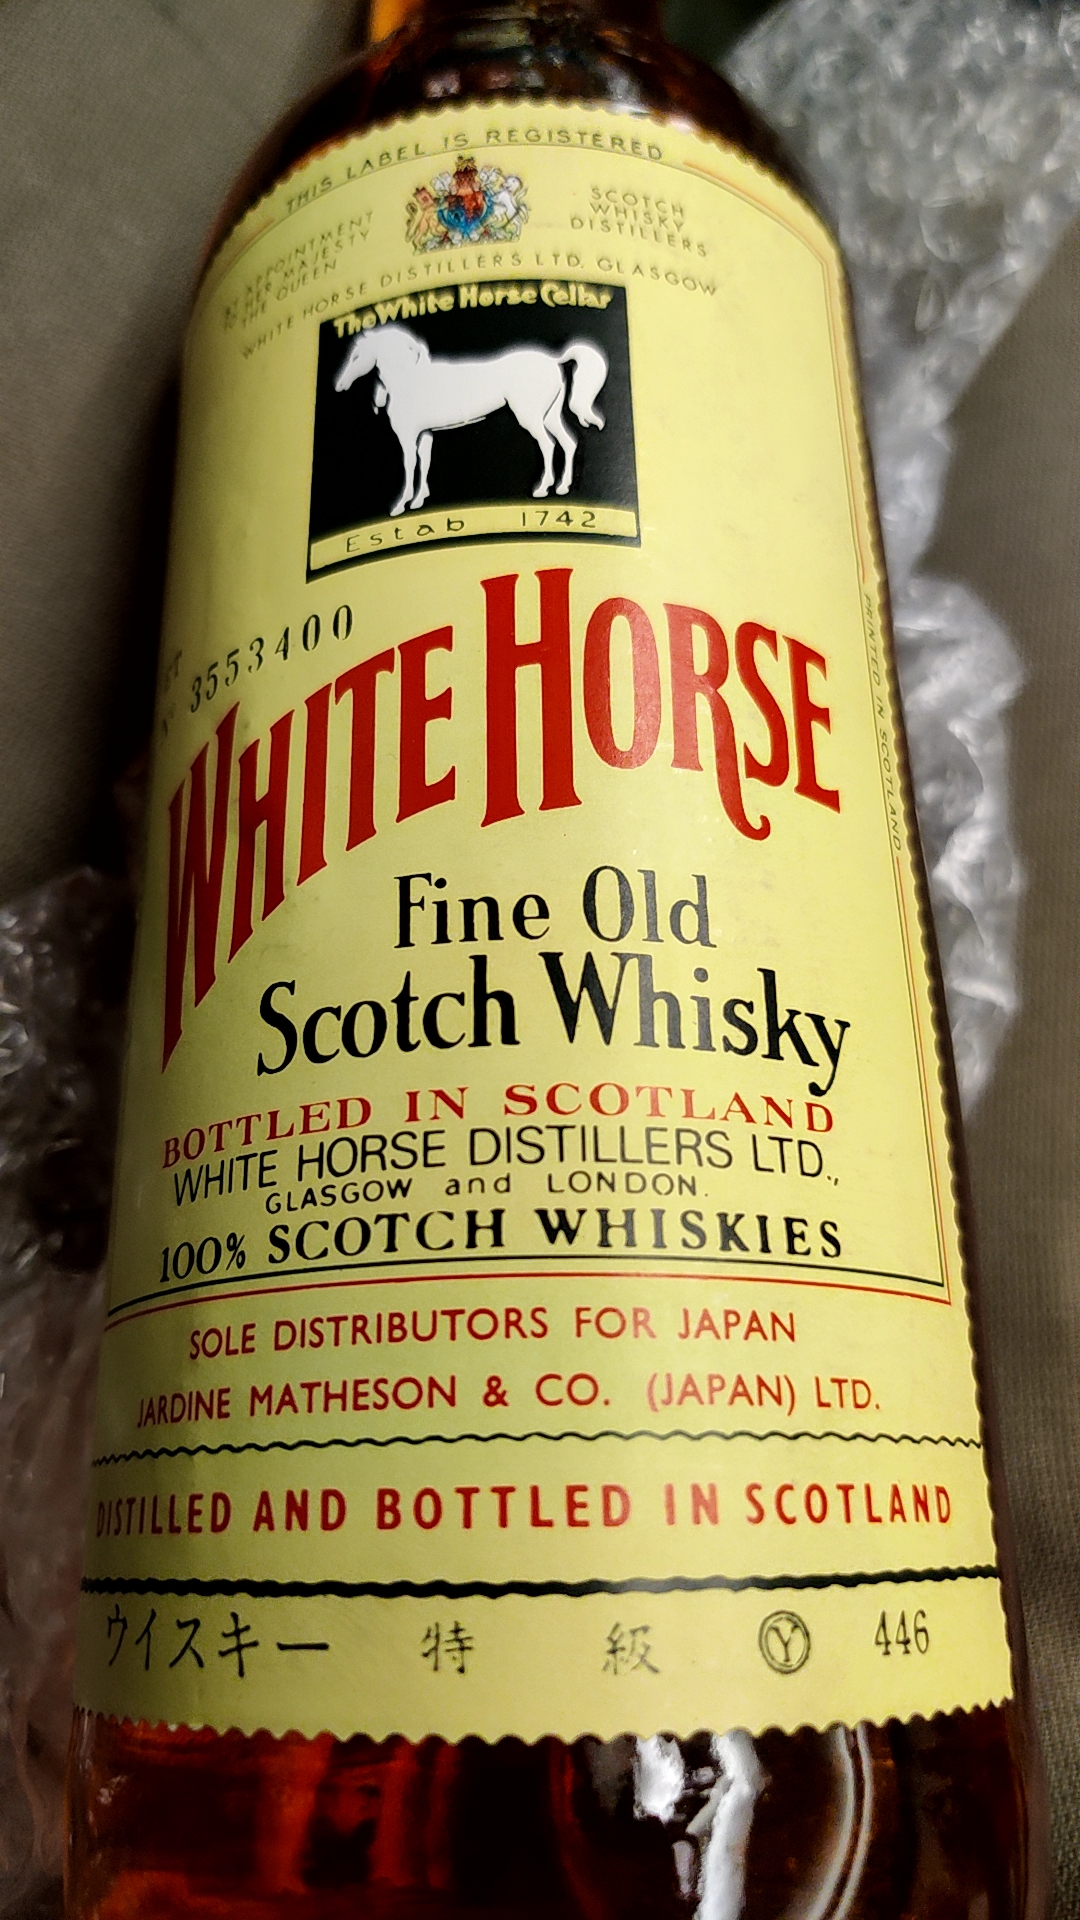 THIS LABEL IS REGISTERED
BY APPOINTMENT
TO HER MAJESTY
THE QUEEN
SCOTCH
WHISKY
DISTILLERS
WHITE HORSE DISTILLERS LTD. GLASGOW
The White Horse Cellar
Estab 1742
3553400
WHITE HORSE
Fine Old
Scotch Whisky
BOTTLED IN SCOTLAND
WHITE HORSE DISTILLERS LTD.,
GLASGOW and LONDON.
100% SCOTCH WHISKIES
PRINTED IN SCOTLAND
SOLE DISTRIBUTORS FOR JAPAN
JARDINE MATHESON & CO. (JAPAN) LTD.
DISTILLED AND BOTTLED IN SCOTLAND
ウイスキー 特 級 Ⓨ 446